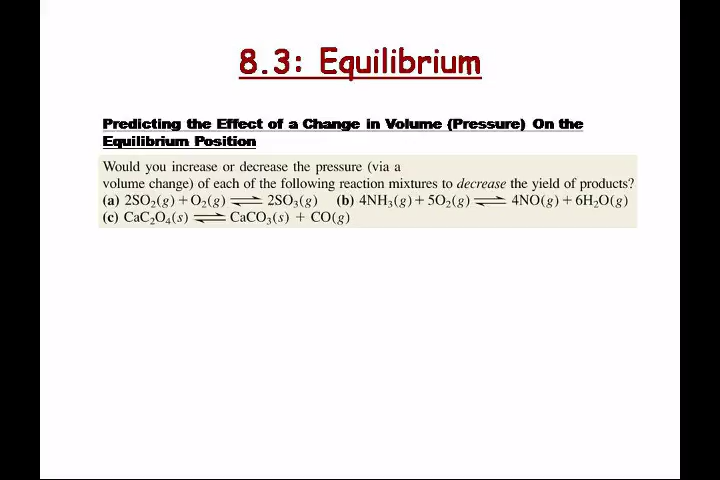 8.3: Equilibrium
Predicting the Effect of a Change in Volume (Pressure) On the
Equilibrium Position
Would you increase or decrease the pressure (via a
volume change) of each of the following reaction mixtures to decrease the yield of products?
(a) 2SO₂(g) + O₂(g) ⇌ 2SO₃(g) (b) 4NH₃(g) + 5O₂(g) ⇌ 4NO(g) + 6H₂O(g)
(c) CaC₂O₄(s) ⇌ CaCO₃(s) + CO(g)